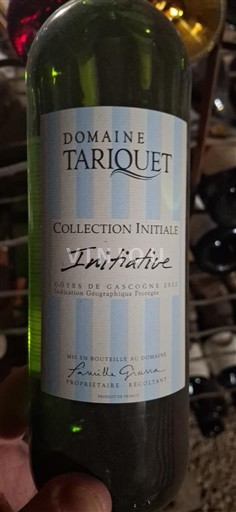 DOMAINE
TARIQUET
COLLECTION INITIALE
Initiative
CÔTES DE GASCOGNE
Indication Géographique Protégée
MIS EN BOUTEILLE AU DOMAINE
Famille Grassa
PROPRIÉTAIRE RÉCOLTANT
PRODUIT DE FRANCE